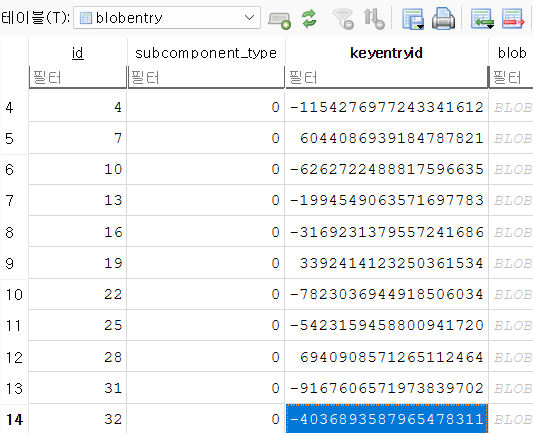 테이블(T): blobentry
id subcomponent_type keyentryid blob
필터 필터 필터 필터
4 4 0 -1154276977243341612 BLOB
5 7 0 6044086939184787821 BLOB
6 10 0 -6262722488817596635 BLOB
7 13 0 -1994549063571697783 BLOB
8 16 0 -3169231379557241686 BLOB
9 19 0 3392414123250361534 BLOB
10 22 0 -7823036944918506034 BLOB
11 25 0 -5423159458800941720 BLOB
12 28 0 6940908571265112464 BLOB
13 31 0 -9167606571973839702 BLOB
14 32 0 -4036893587965478311 BLOB